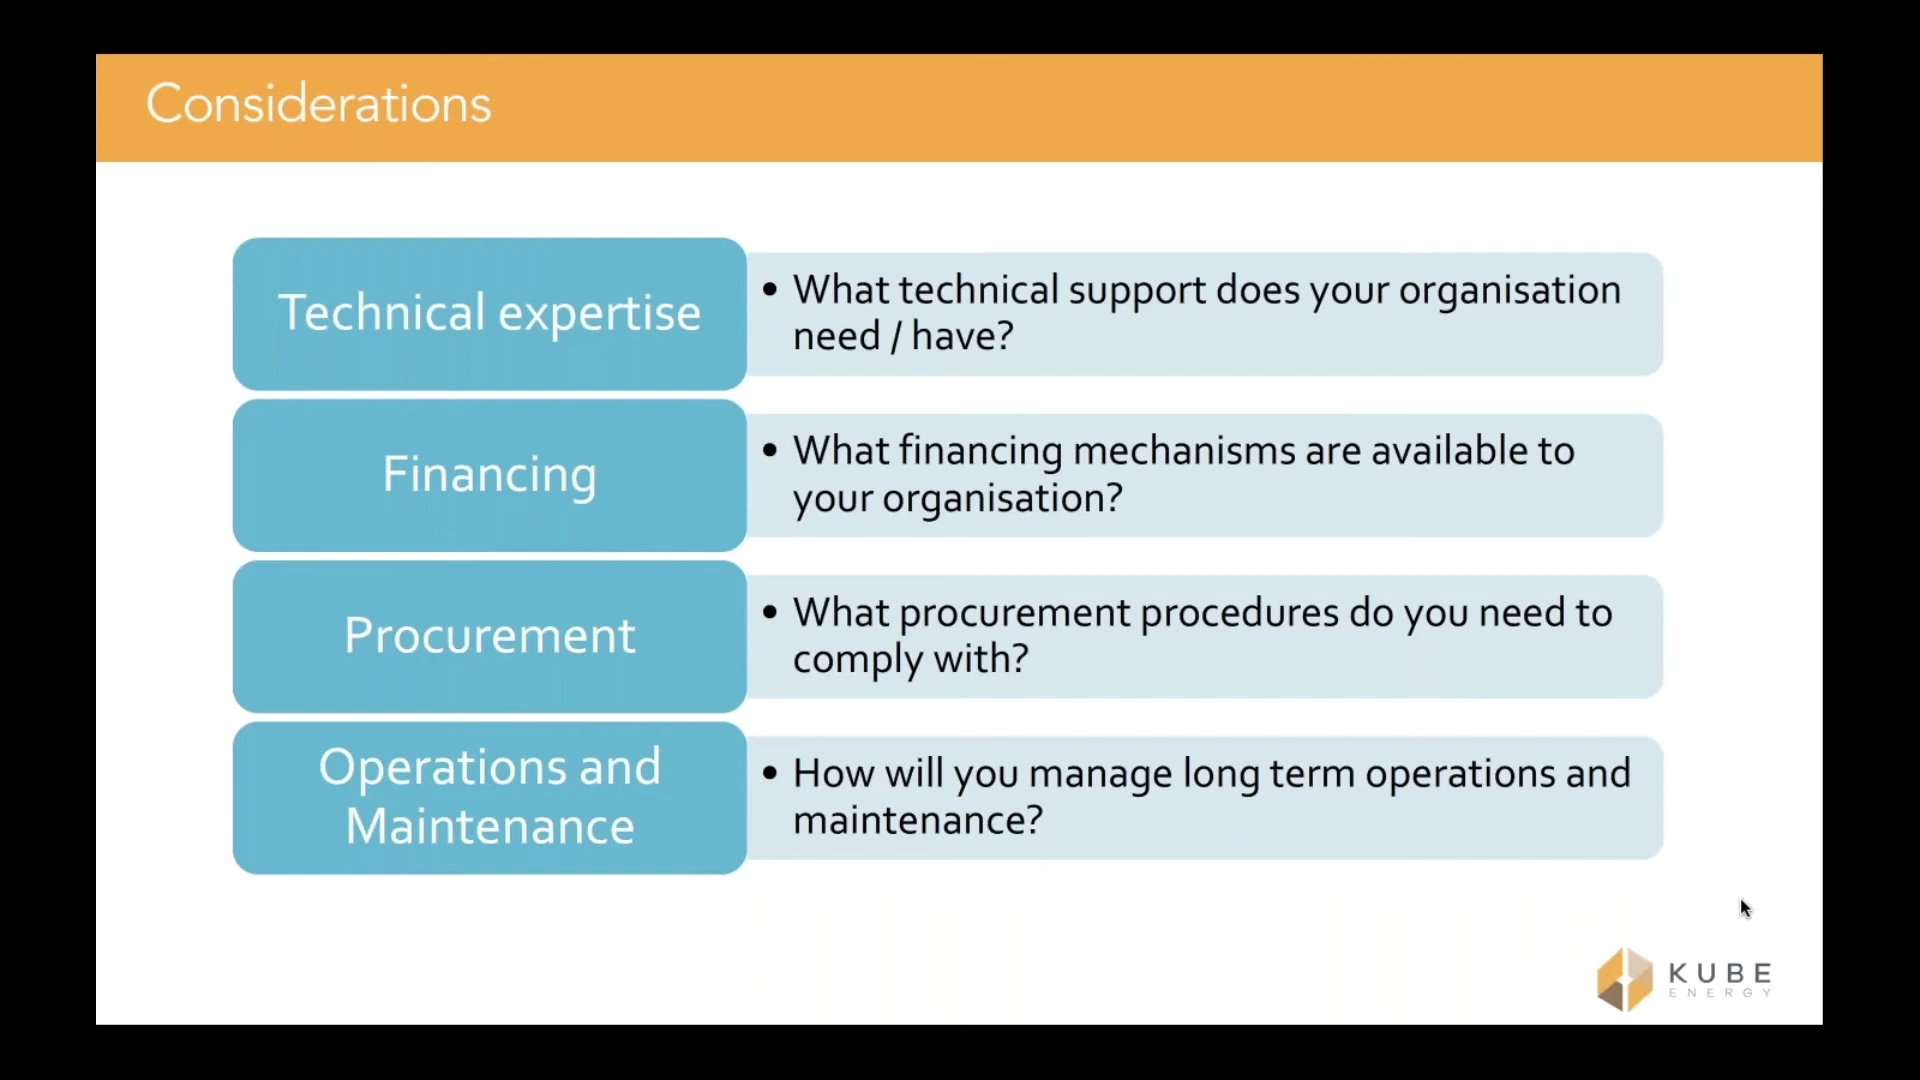 Considerations
Technical expertise
• What technical support does your organisation
need / have?
Financing
• What financing mechanisms are available to
your organisation?
Procurement
• What procurement procedures do you need to
comply with?
Operations and
Maintenance
• How will you manage long term operations and
maintenance?
KUBE
ENERGY